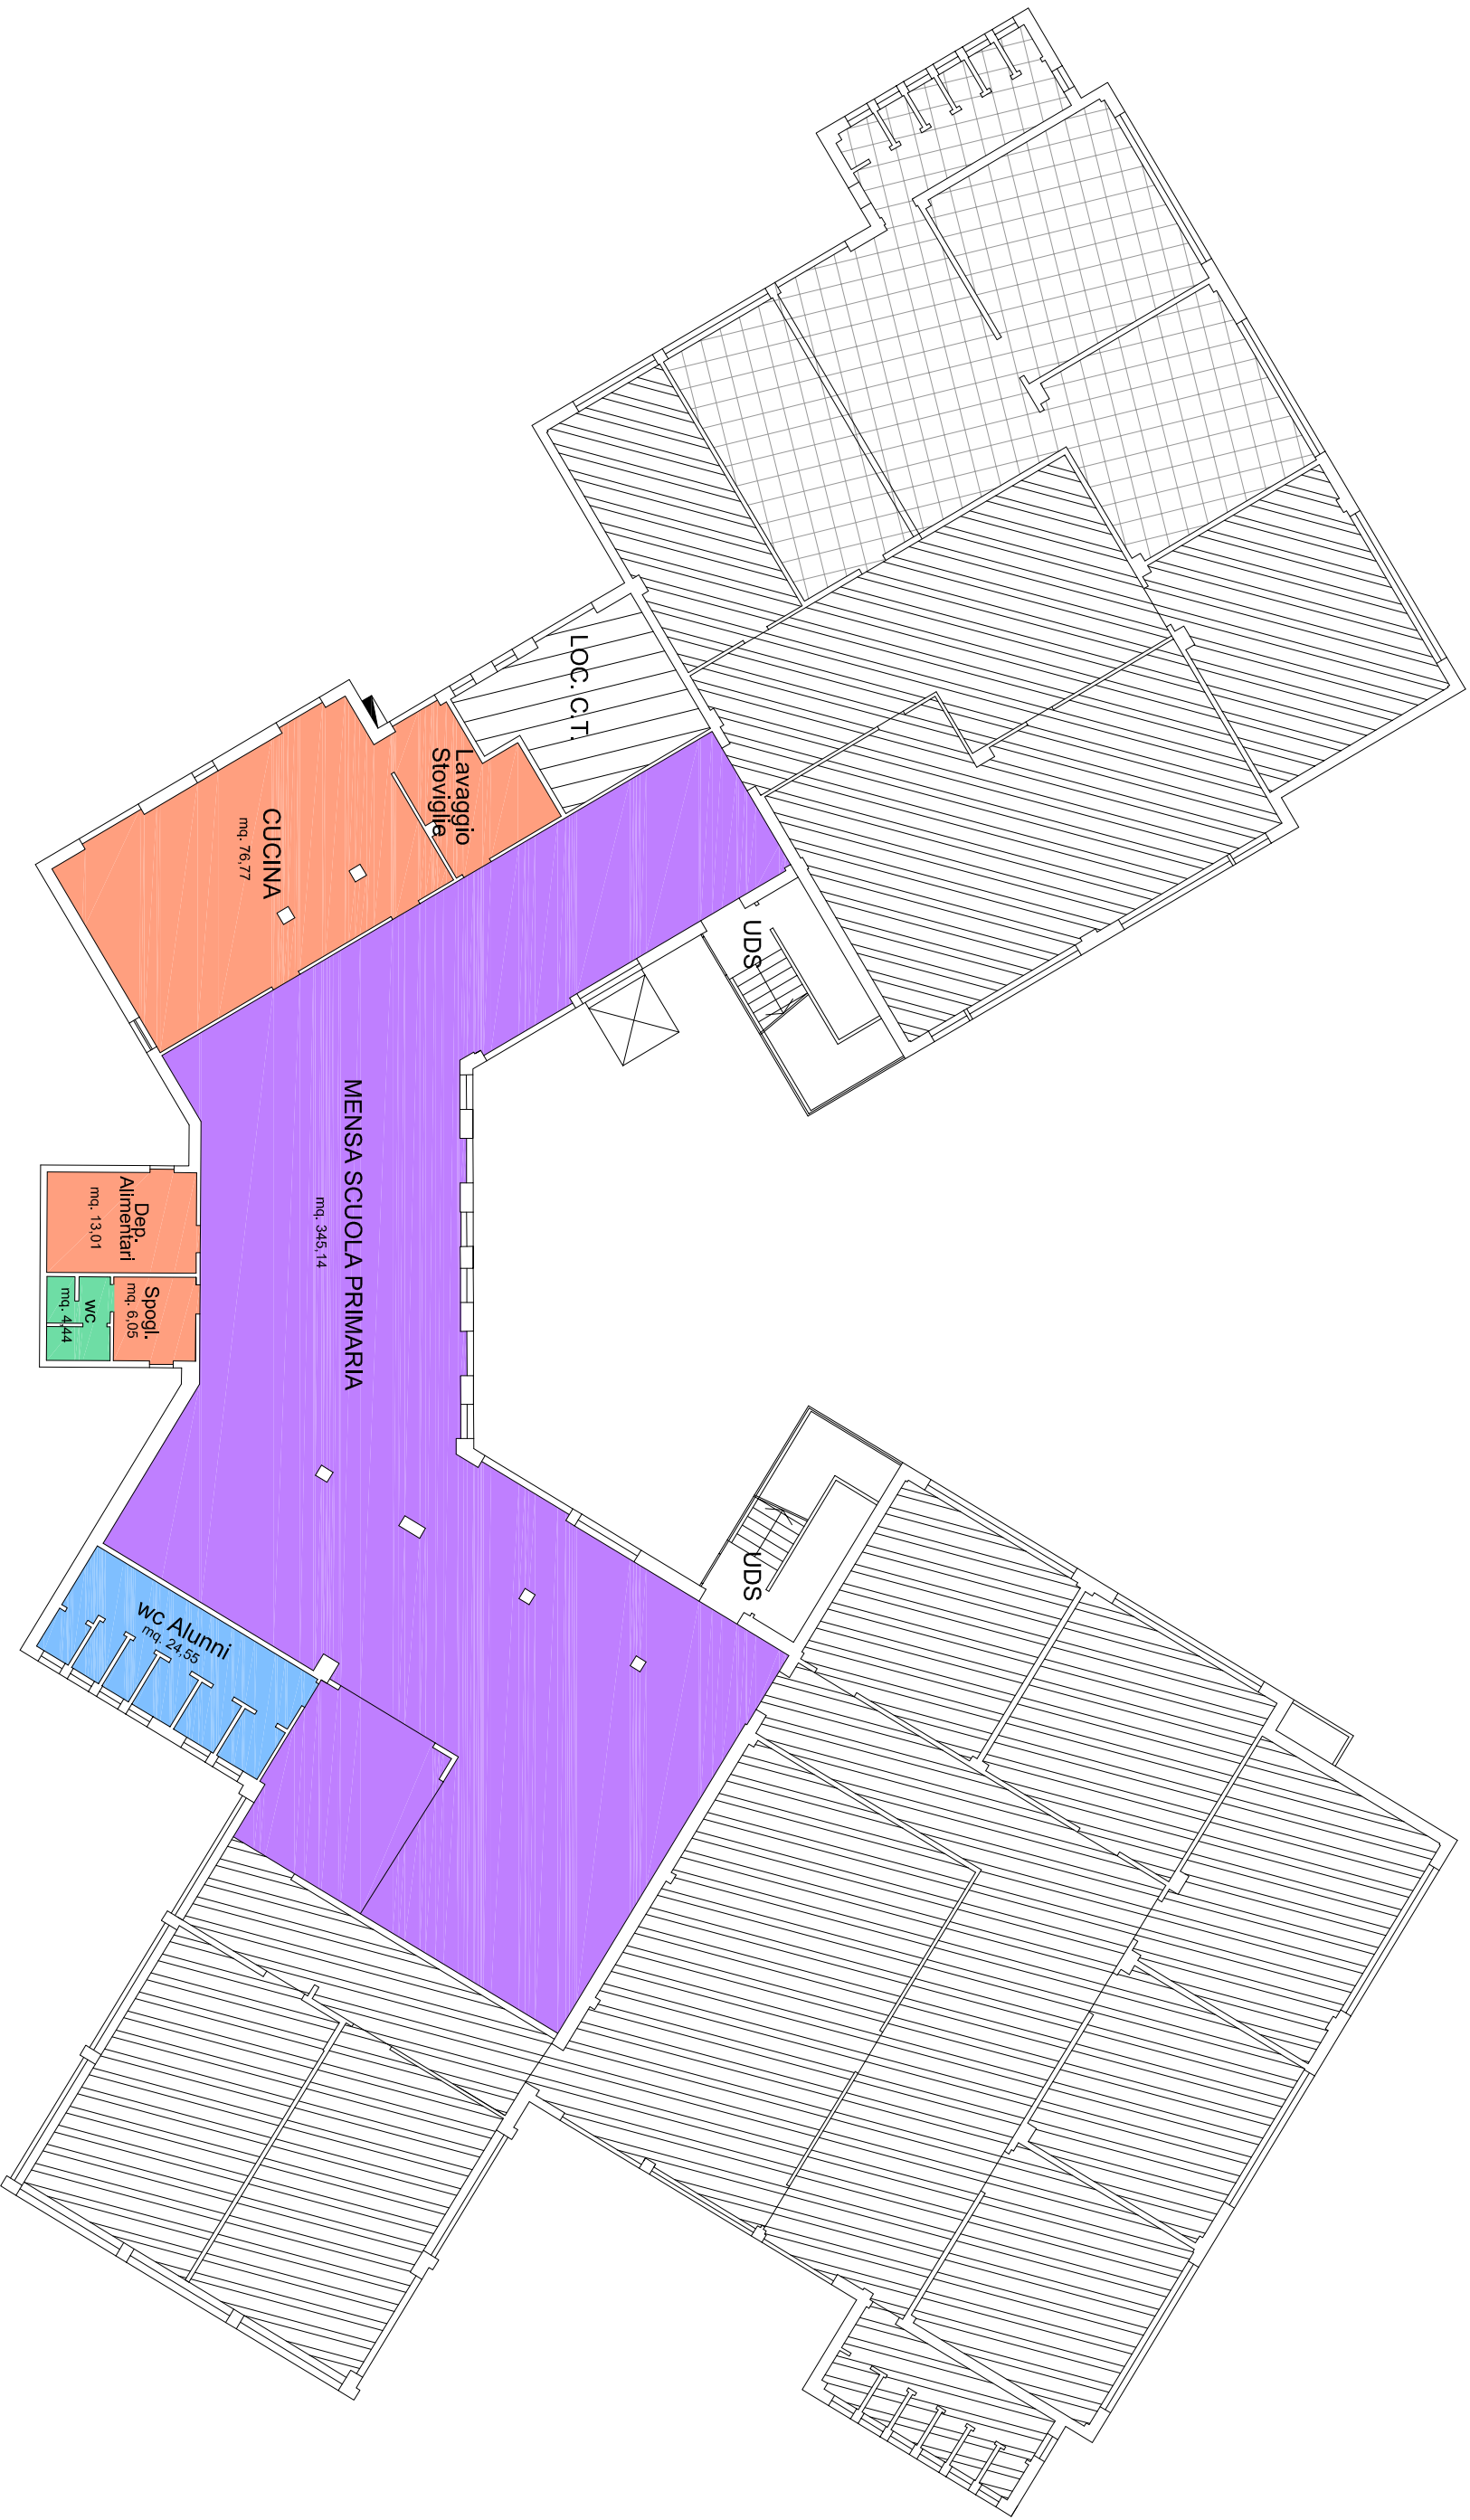 LOC. C.T.
Lavaggio
Stoviglie
CUCINA
mq. 76,77
UDS
MENSA SCUOLA PRIMARIA
mq. 345,14
Dep.
Alimentari
mq. 13,01
Spogl.
mq. 6,05
wc
mq. 4,44
UDS
wc Alunni
mq. 24,55